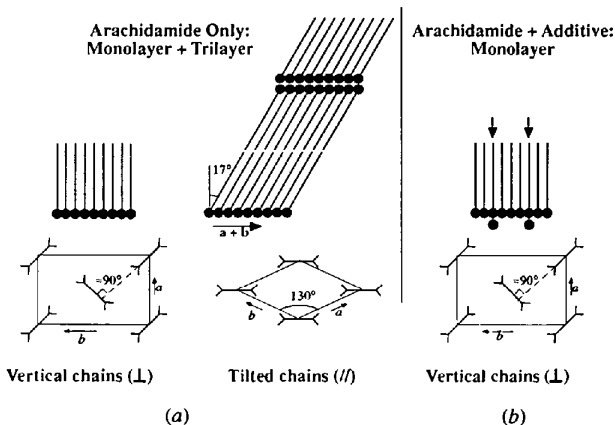 Arachidamide Only:
Monolayer + Trilayer
Arachidamide + Additive:
Monolayer
17°
a + b
≈90°
a
b
130°
b
a
≈90°
a
b
Vertical chains (⊥)
Tilted chains (//)
Vertical chains (⊥)
(a)
(b)